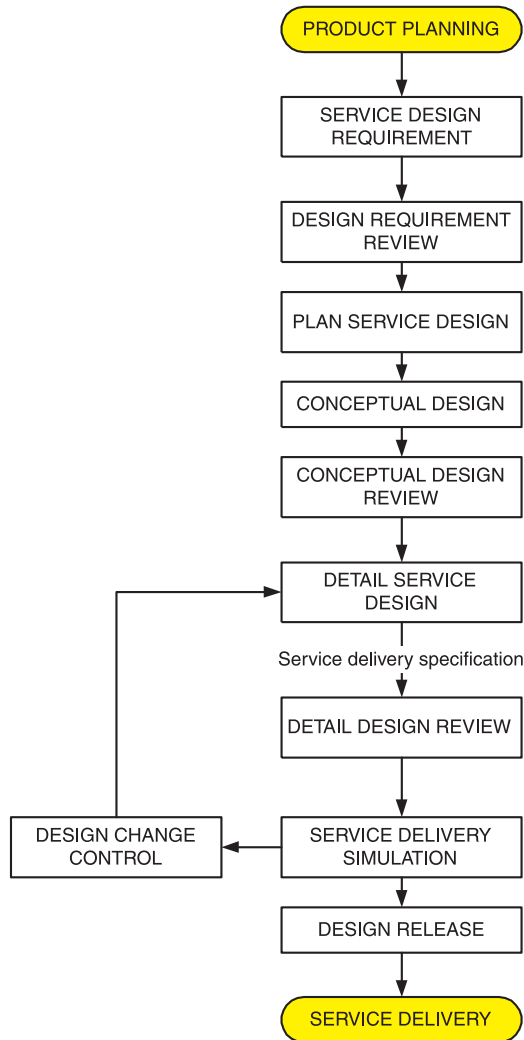 PRODUCT PLANNING
SERVICE DESIGN
REQUIREMENT
DESIGN REQUIREMENT
REVIEW
PLAN SERVICE DESIGN
CONCEPTUAL DESIGN
CONCEPTUAL DESIGN
REVIEW
DETAIL SERVICE
DESIGN
Service delivery specification
DETAIL DESIGN REVIEW
DESIGN CHANGE
CONTROL
SERVICE DELIVERY
SIMULATION
DESIGN RELEASE
SERVICE DELIVERY